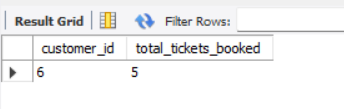 Result Grid Filter Rows:
customer_id total_tickets_booked
6 5